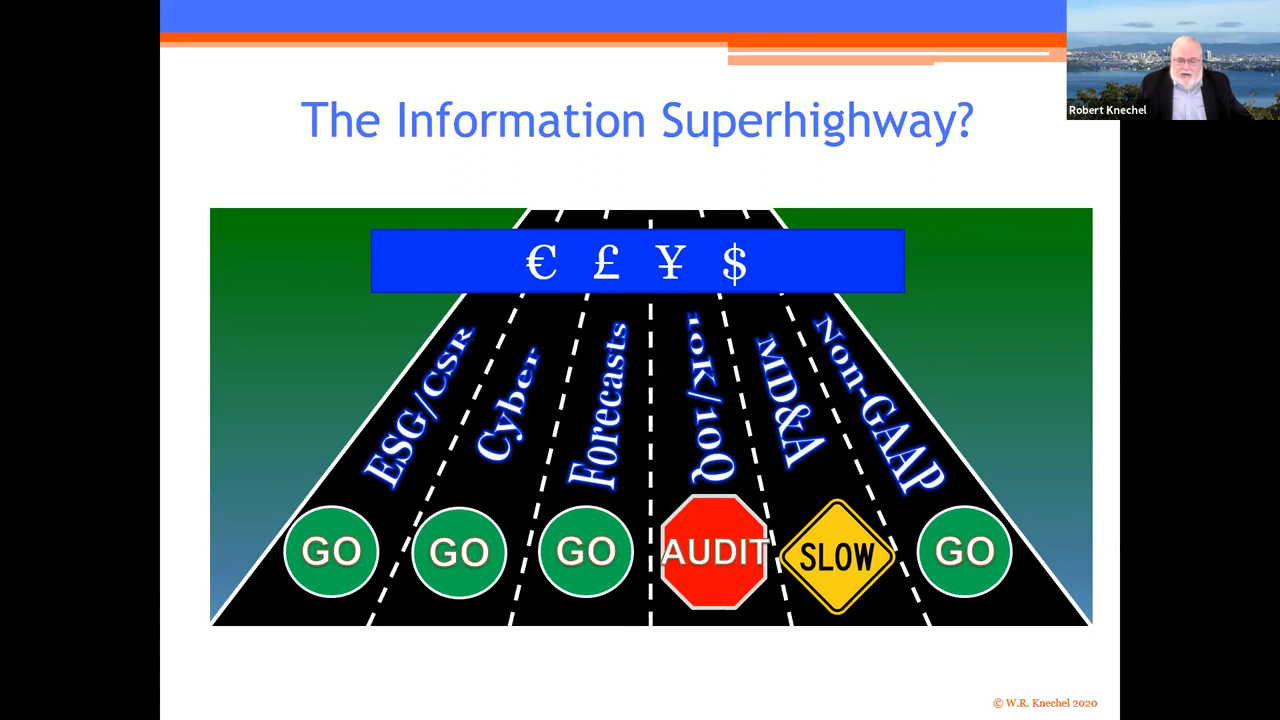 The Information Superhighway?
Robert Knechel
€ £ ¥ $
ESG/CSR
Cyber
Forecasts
10K/10Q
MD&A
Non-GAAP
GO
GO
GO
AUDIT
SLOW
GO
© W.R. Knechel 2020